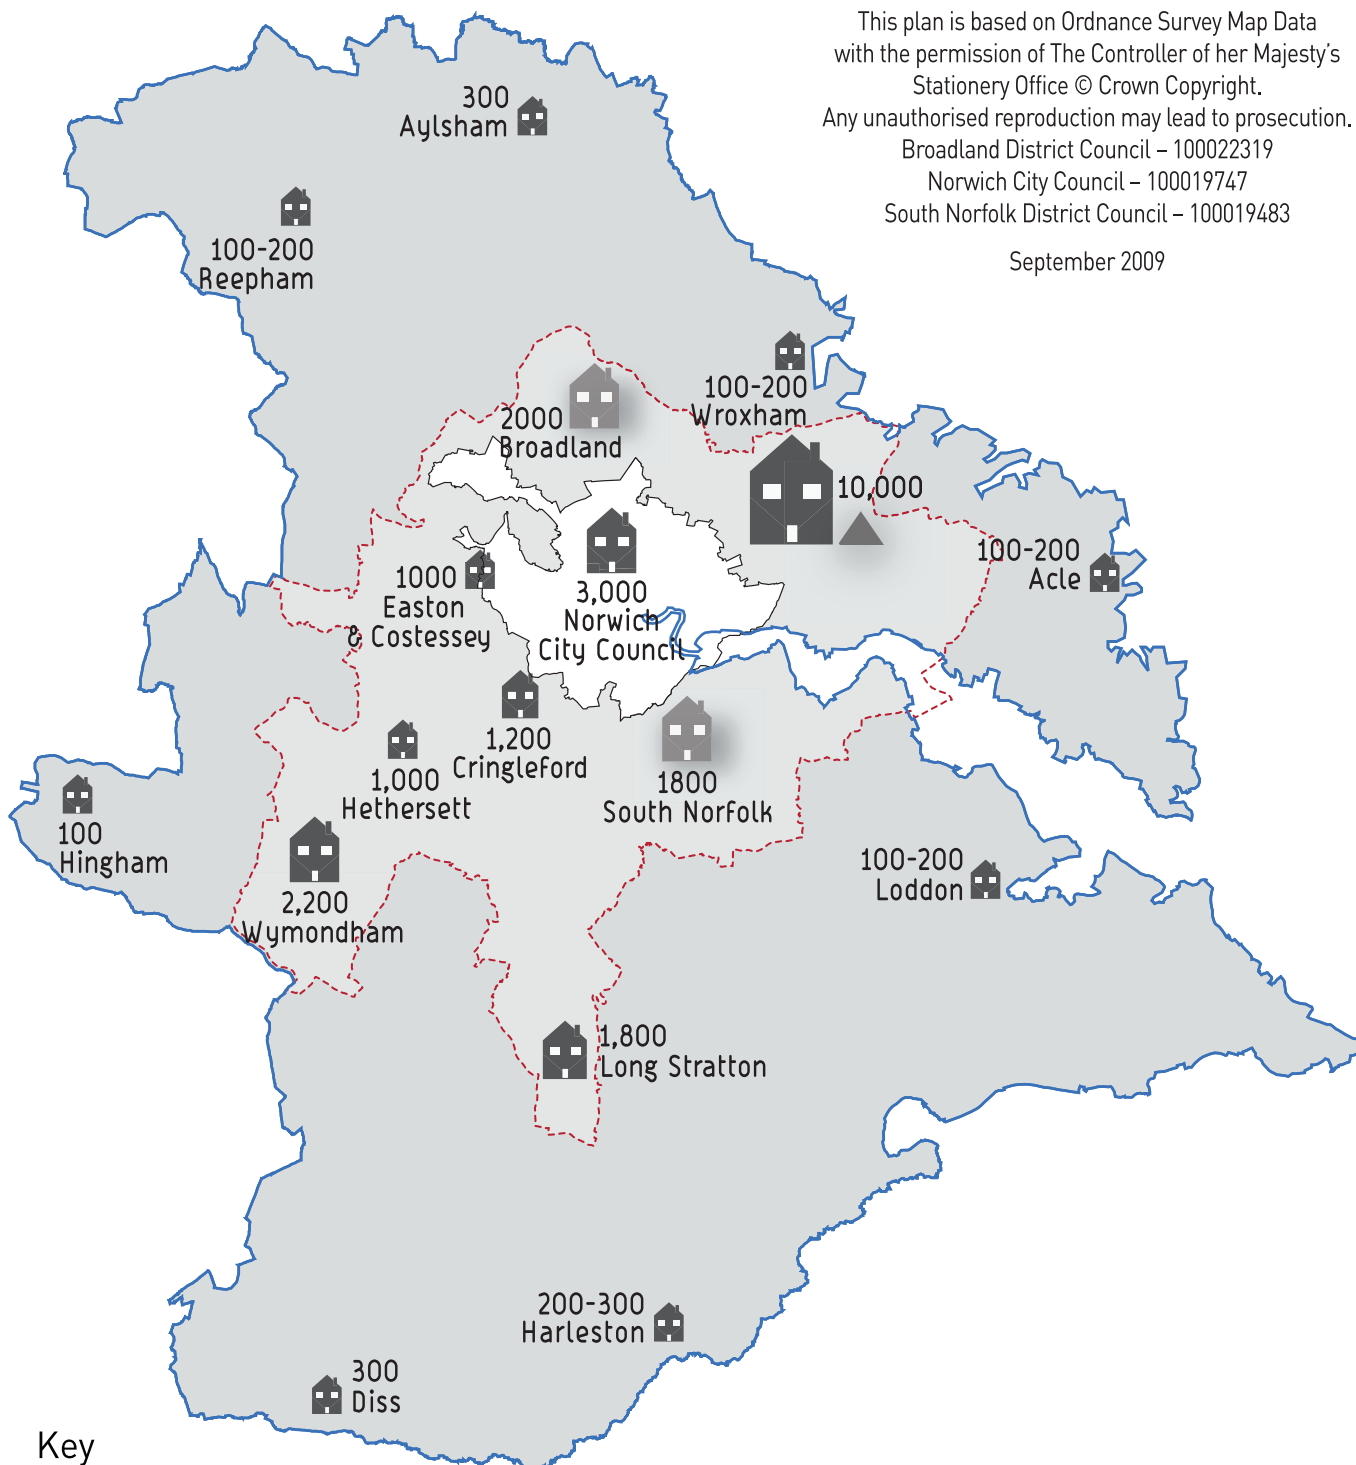 This plan is based on Ordnance Survey Map Data
with the permission of The Controller of her Majesty's
Stationery Office © Crown Copyright.
Any unauthorised reproduction may lead to prosecution.
Broadland District Council – 100022319
Norwich City Council – 100019747
South Norfolk District Council – 100019483
September 2009
300
Aylsham
100-200
Reepham
100-200
Wroxham
2000
Broadland
10,000
100-200
Acle
1000
Easton
& Costessey
3,000
Norwich
City Council
1,200
Cringleford
1,000
Hethersett
1800
South Norfolk
100
Hingham
2,200
Wymondham
100-200
Loddon
1,800
Long Stratton
200-300
Harleston
300
Diss
Key